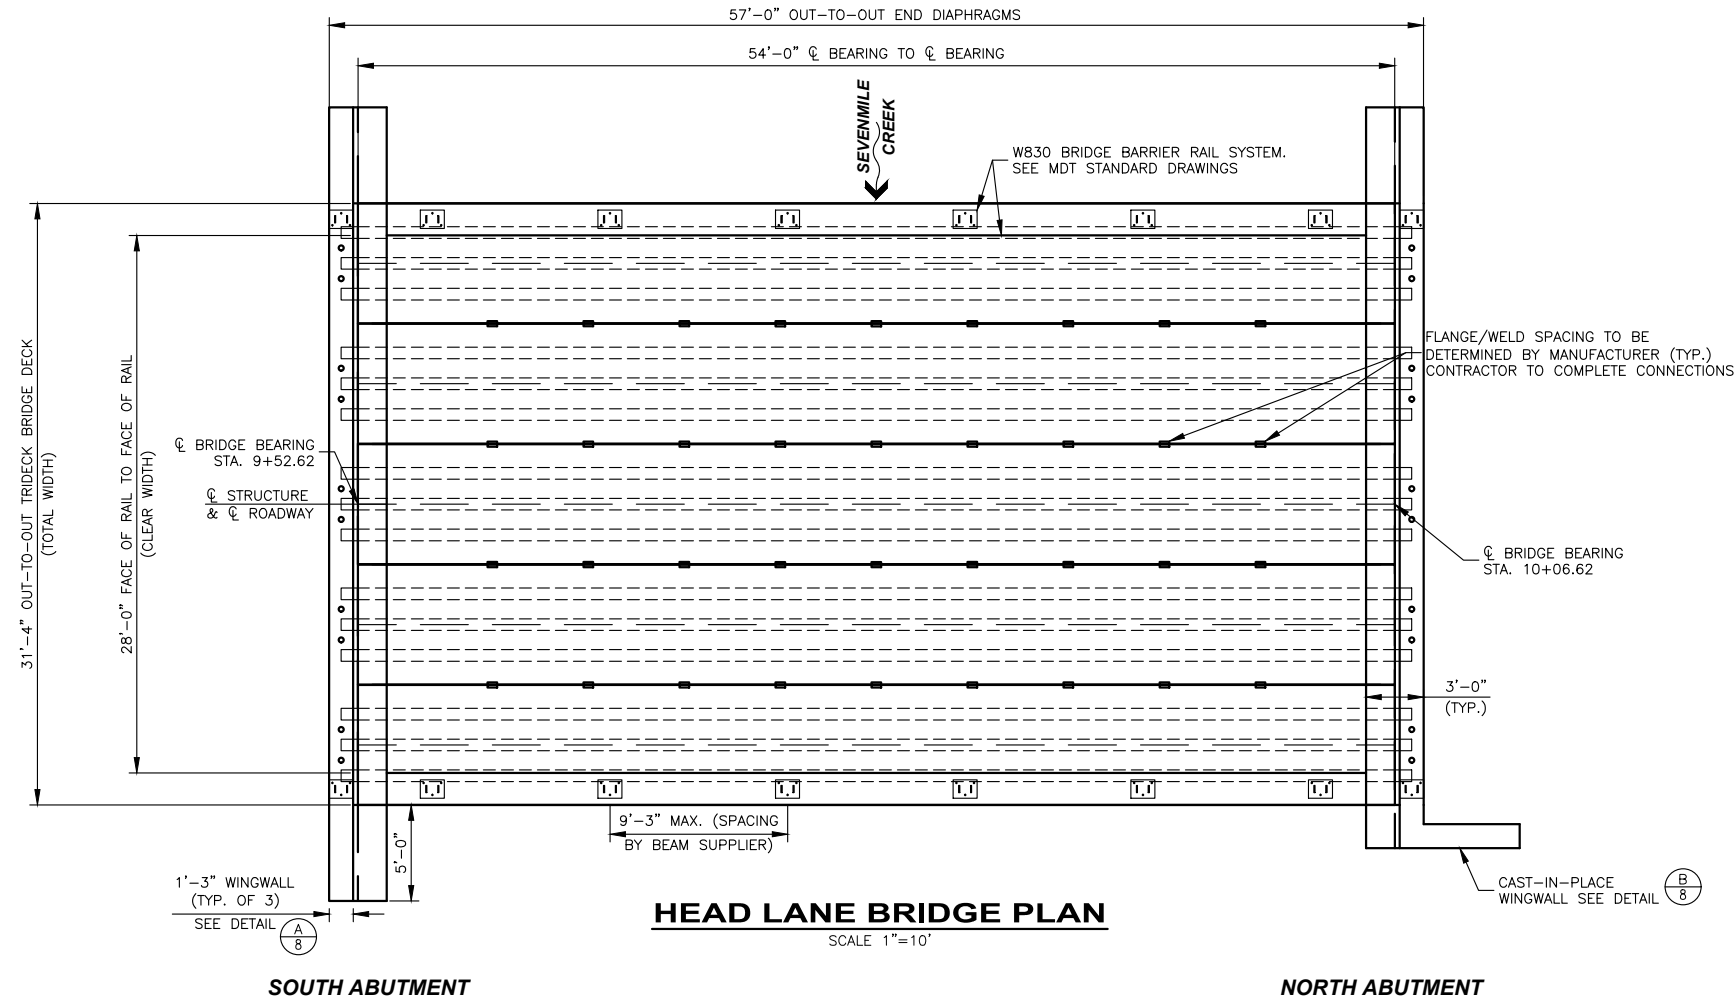 57'-0" OUT-TO-OUT END DIAPHRAGMS
54'-0" ℄ BEARING TO ℄ BEARING
SEVENMILE
CREEK
W830 BRIDGE BARRIER RAIL SYSTEM.
SEE MDT STANDARD DRAWINGS
FLANGE/WELD SPACING TO BE
DETERMINED BY MANUFACTURER (TYP.)
CONTRACTOR TO COMPLETE CONNECTIONS
31'-4" OUT-TO-OUT TRIDECK BRIDGE DECK
(TOTAL WIDTH)
28'-0" FACE OF RAIL TO FACE OF RAIL
(CLEAR WIDTH)
℄ BRIDGE BEARING
STA. 9+52.62
℄ STRUCTURE
& ℄ ROADWAY
℄ BRIDGE BEARING
STA. 10+06.62
3'-0"
(TYP.)
9'-3" MAX. (SPACING
BY BEAM SUPPLIER)
5'-0"
1'-3" WINGWALL
(TYP. OF 3)
SEE DETAIL
A
8
CAST-IN-PLACE
WINGWALL SEE DETAIL
B
8
HEAD LANE BRIDGE PLAN
SCALE 1"=10'
SOUTH ABUTMENT
NORTH ABUTMENT